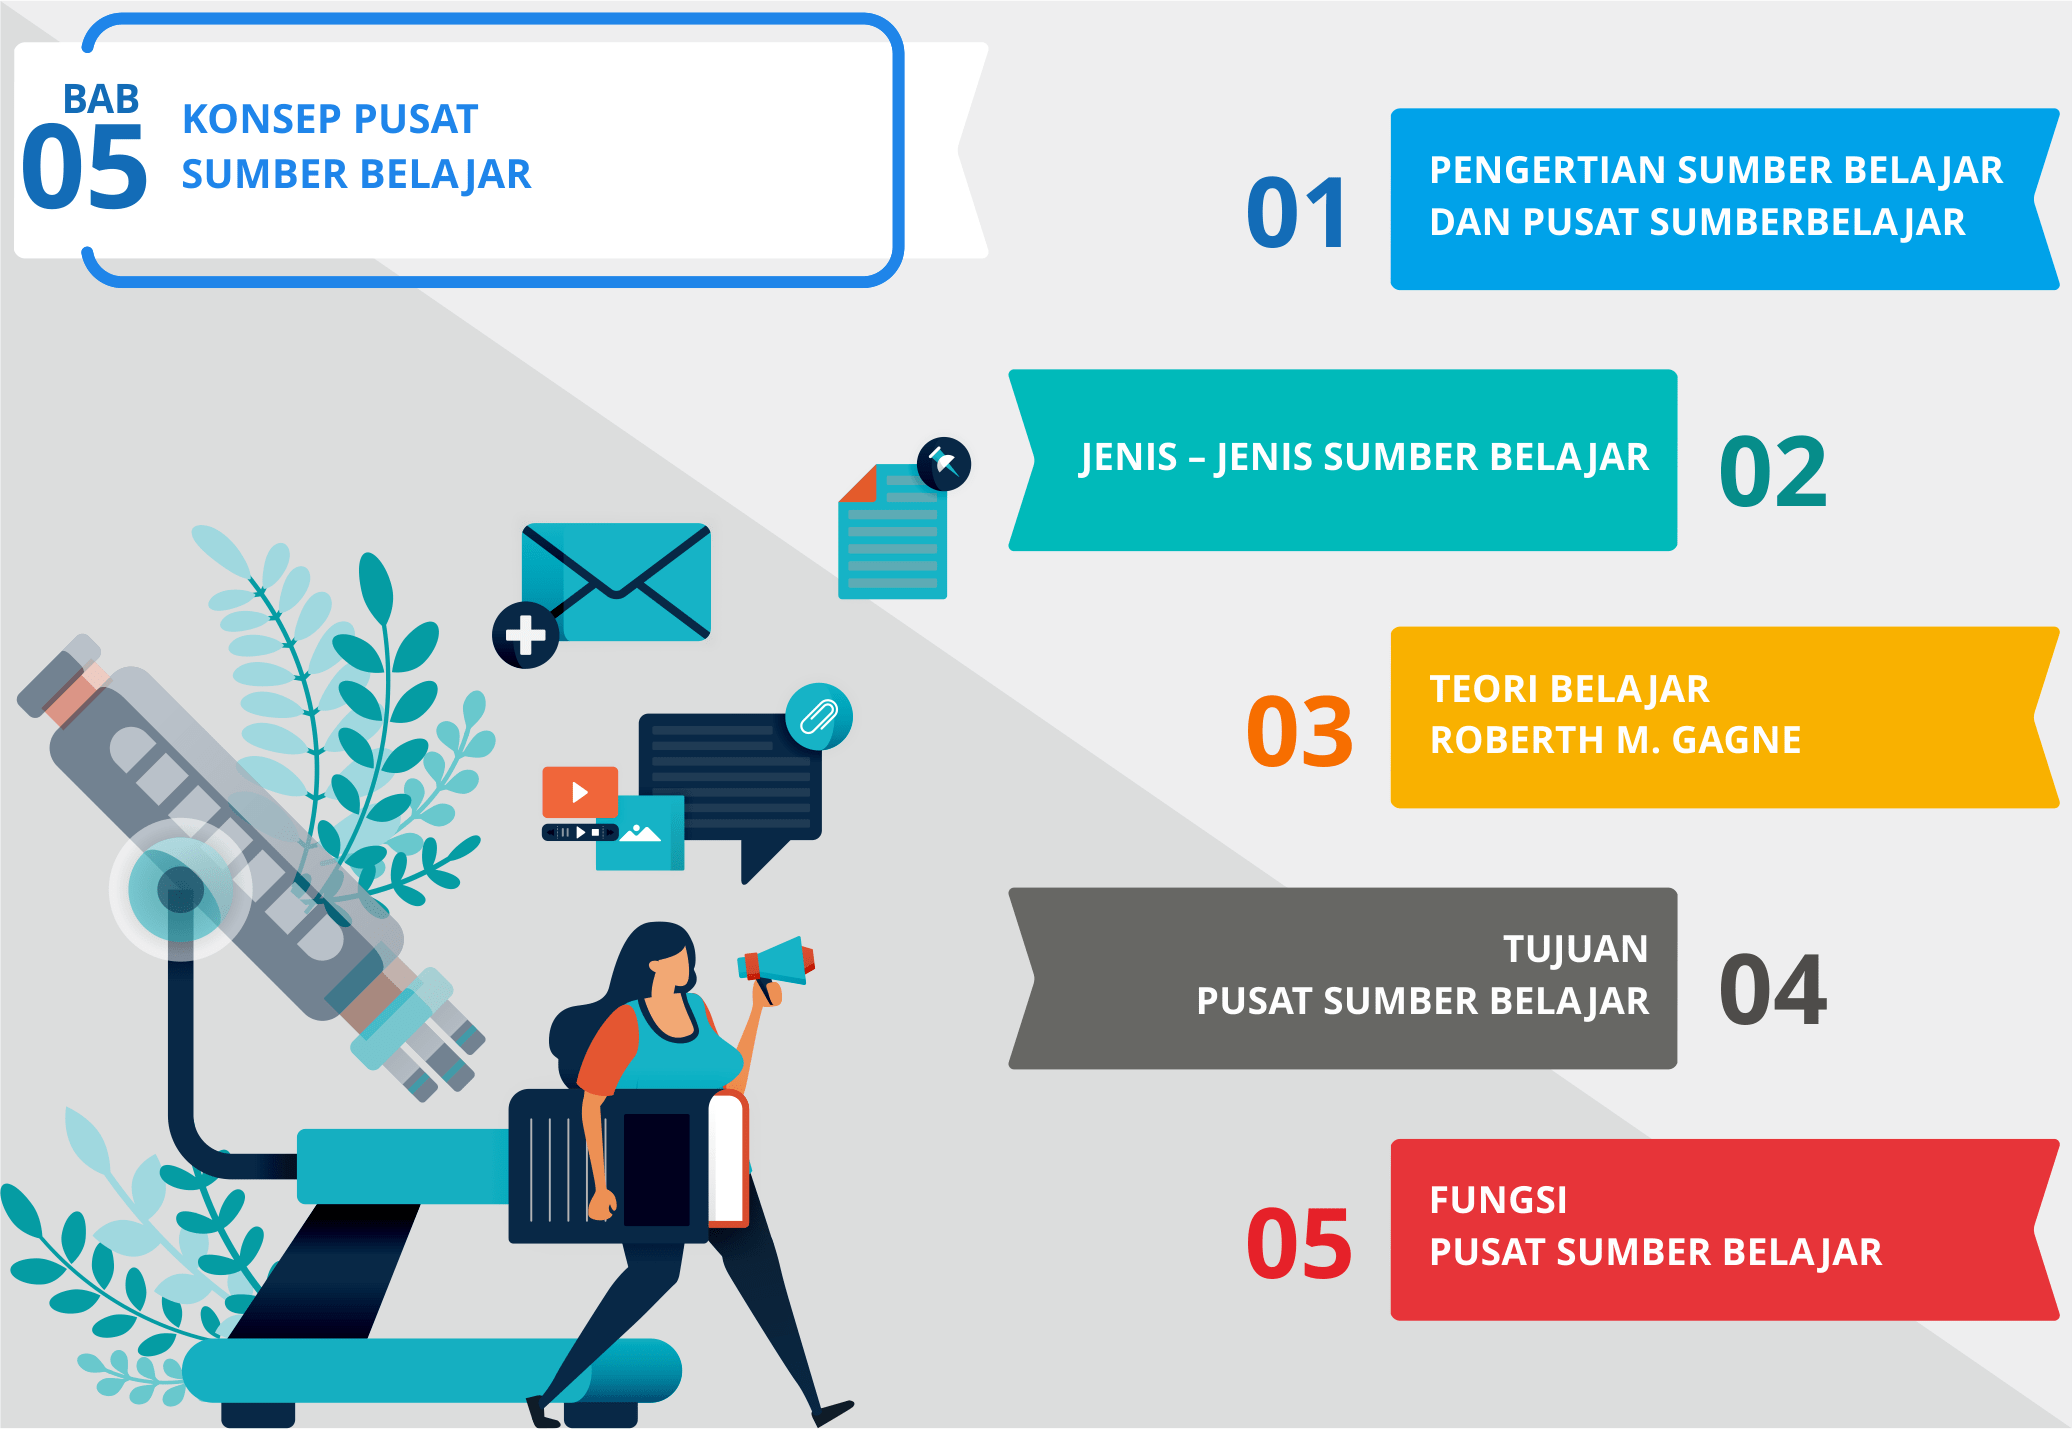 BAB
05
KONSEP PUSAT
SUMBER BELAJAR
01
PENGERTIAN SUMBER BELAJAR
DAN PUSAT SUMBERBELAJAR
JENIS – JENIS SUMBER BELAJAR
02
03
TEORI BELAJAR
ROBERTH M. GAGNE
TUJUAN
PUSAT SUMBER BELAJAR
04
05
FUNGSI
PUSAT SUMBER BELAJAR